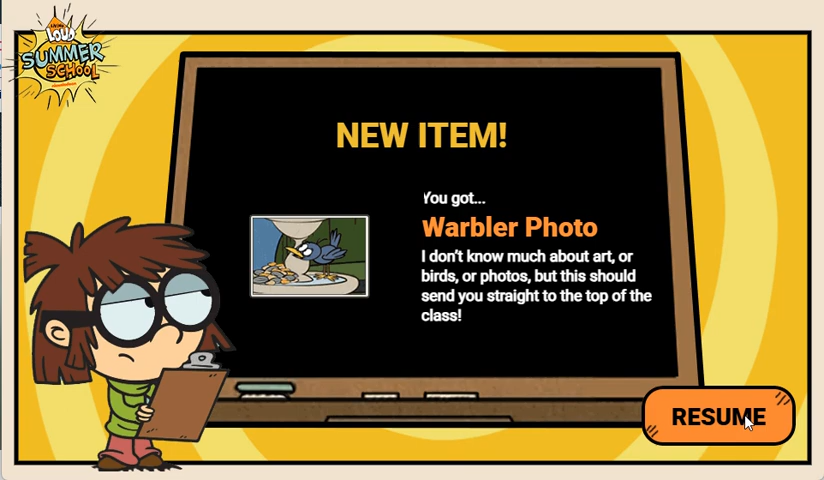 LOUD
SUMMER
SCHOOL
NEW ITEM!
You got...
Warbler Photo
I don't know much about art, or
birds, or photos, but this should
send you straight to the top of the
class!
RESUME